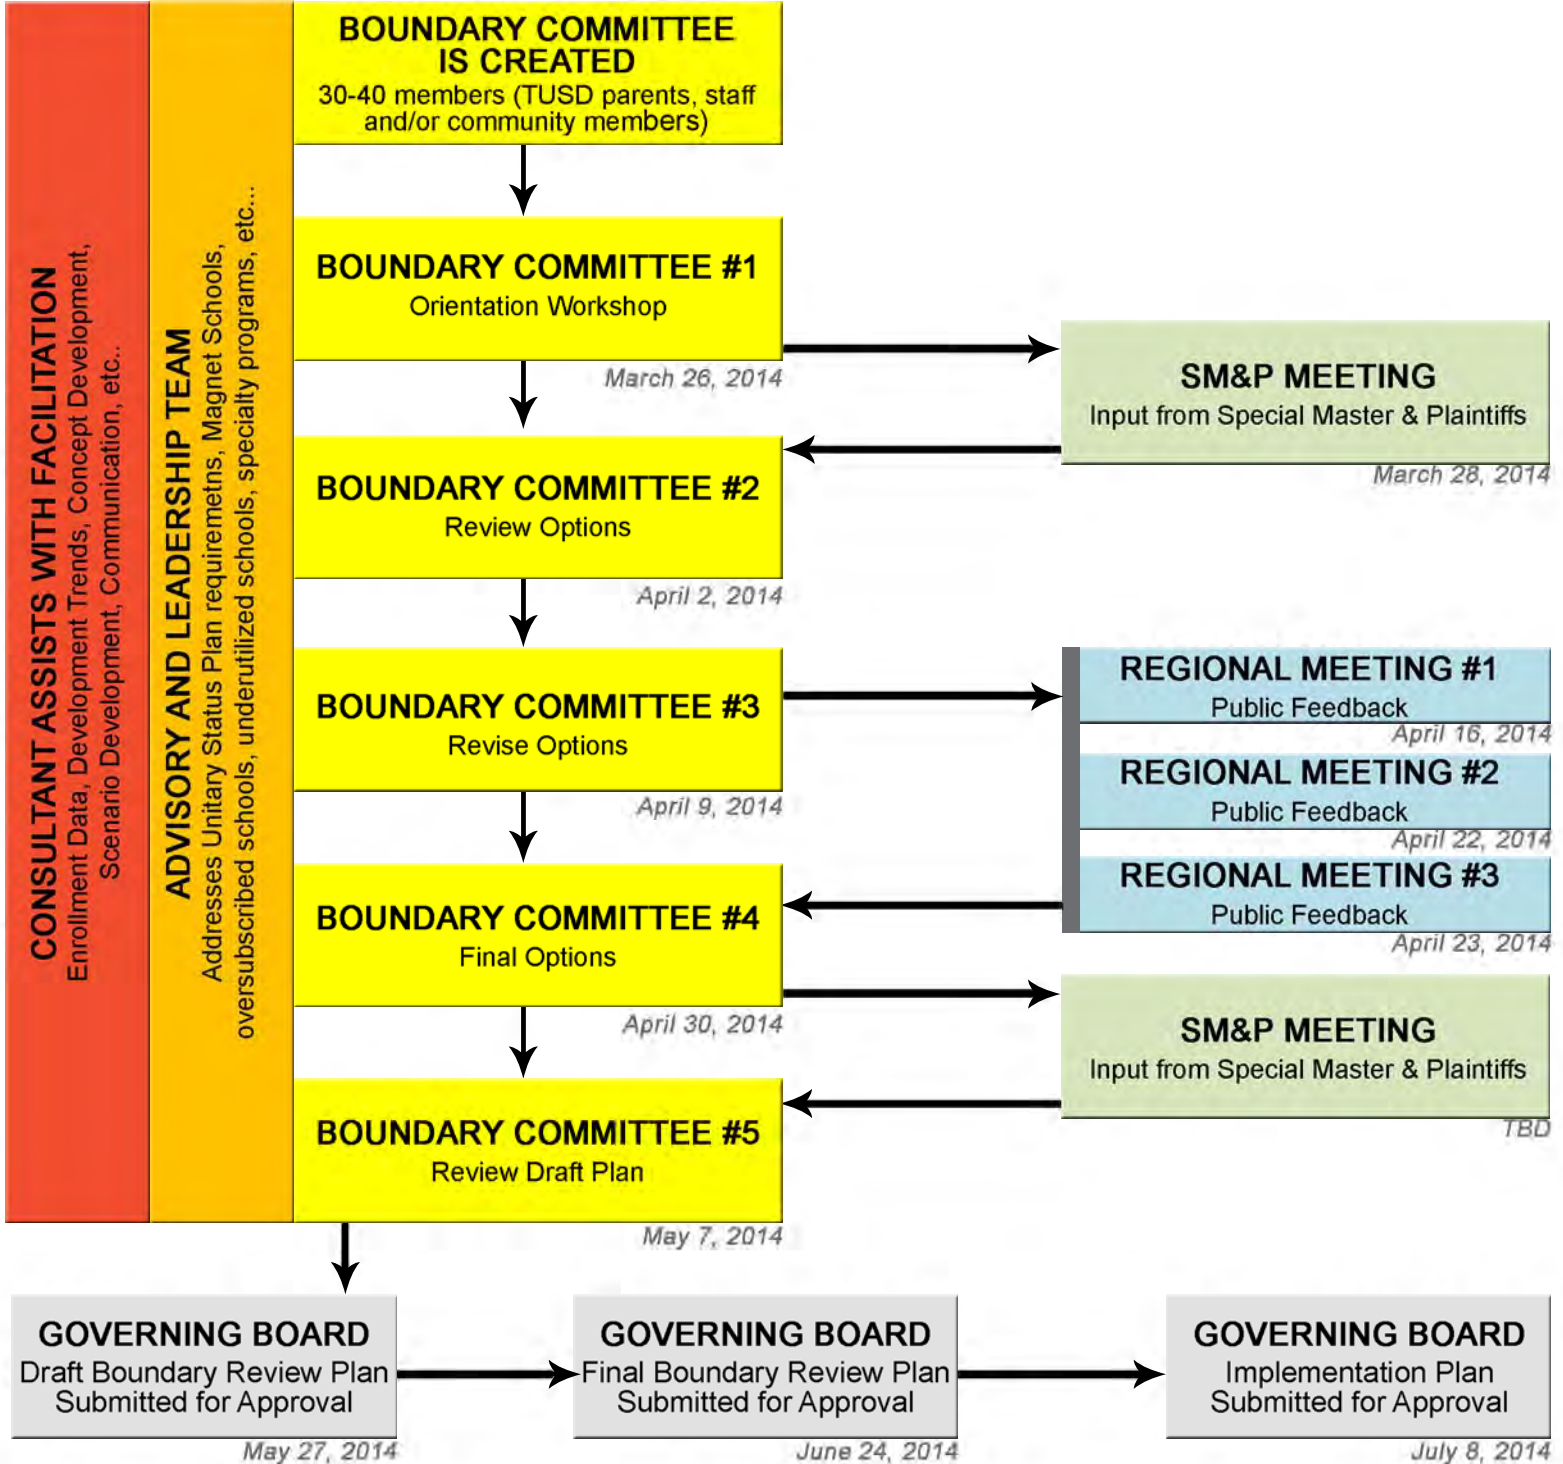 CONSULTANT ASSISTS WITH FACILITATION
Enrollment Data, Development Trends, Concept Development,
Scenario Development, Communication, etc..
ADVISORY AND LEADERSHIP TEAM
Addresses Unitary Status Plan requiremetns, Magnet Schools,
oversubscribed schools, underutilized schools, specialty programs, etc...
BOUNDARY COMMITTEE
IS CREATED
30-40 members (TUSD parents, staff
and/or community members)
BOUNDARY COMMITTEE #1
Orientation Workshop
March 26, 2014
SM&P MEETING
Input from Special Master & Plaintiffs
March 28, 2014
BOUNDARY COMMITTEE #2
Review Options
April 2, 2014
BOUNDARY COMMITTEE #3
Revise Options
April 9, 2014
REGIONAL MEETING #1
Public Feedback
April 16, 2014
REGIONAL MEETING #2
Public Feedback
April 22, 2014
REGIONAL MEETING #3
Public Feedback
April 23, 2014
BOUNDARY COMMITTEE #4
Final Options
April 30, 2014
SM&P MEETING
Input from Special Master & Plaintiffs
TBD
BOUNDARY COMMITTEE #5
Review Draft Plan
May 7, 2014
GOVERNING BOARD
Draft Boundary Review Plan
Submitted for Approval
May 27, 2014
GOVERNING BOARD
Final Boundary Review Plan
Submitted for Approval
June 24, 2014
GOVERNING BOARD
Implementation Plan
Submitted for Approval
July 8, 2014